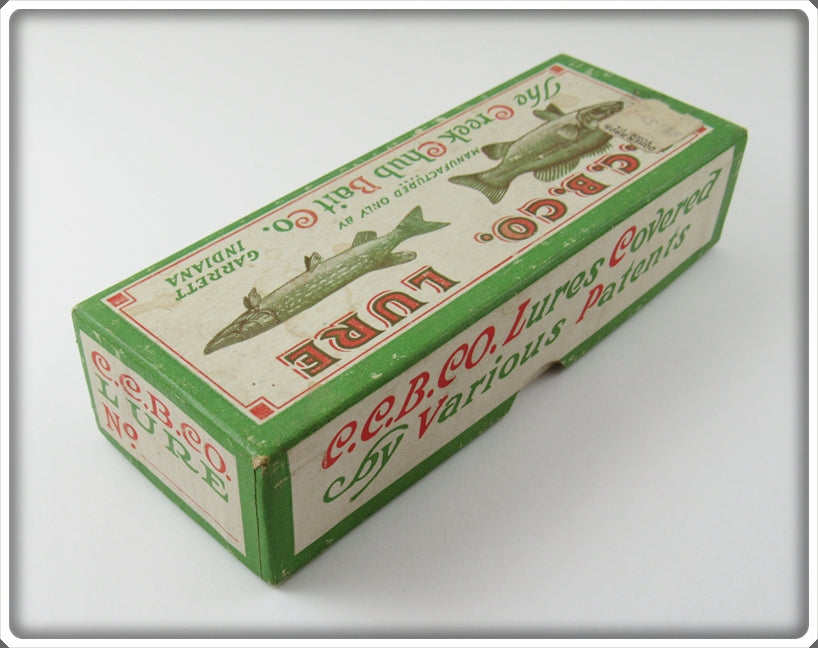 C.C.B.CO.
LURE
MANUFACTURED ONLY BY
The Creek Chub Bait Co.
GARRETT
INDIANA
C.C.B.CO. Lures Covered
by Various Patents
C.C.B.CO.
LURE
No.